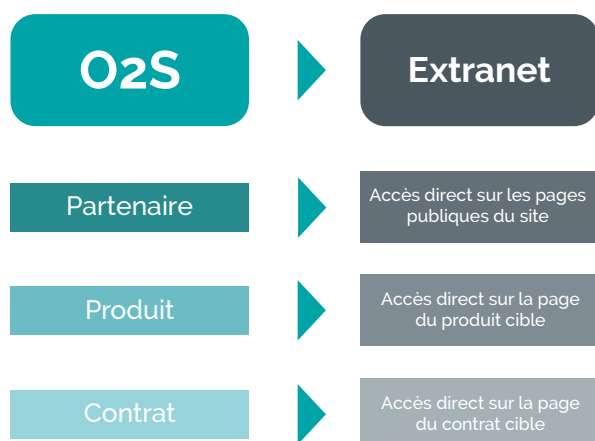 O2S
Extranet
Partenaire
Accès direct sur les pages
publiques du site
Produit
Accès direct sur la page
du produit cible
Contrat
Accès direct sur la page
du contrat cible